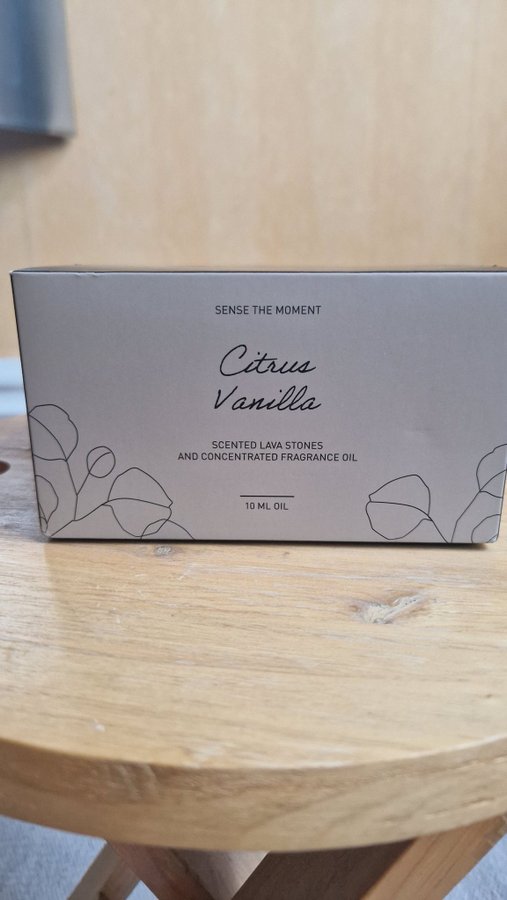 SENSE THE MOMENT
Citrus
Vanilla
SCENTED LAVA STONES
AND CONCENTRATED FRAGRANCE OIL
10 ML OIL